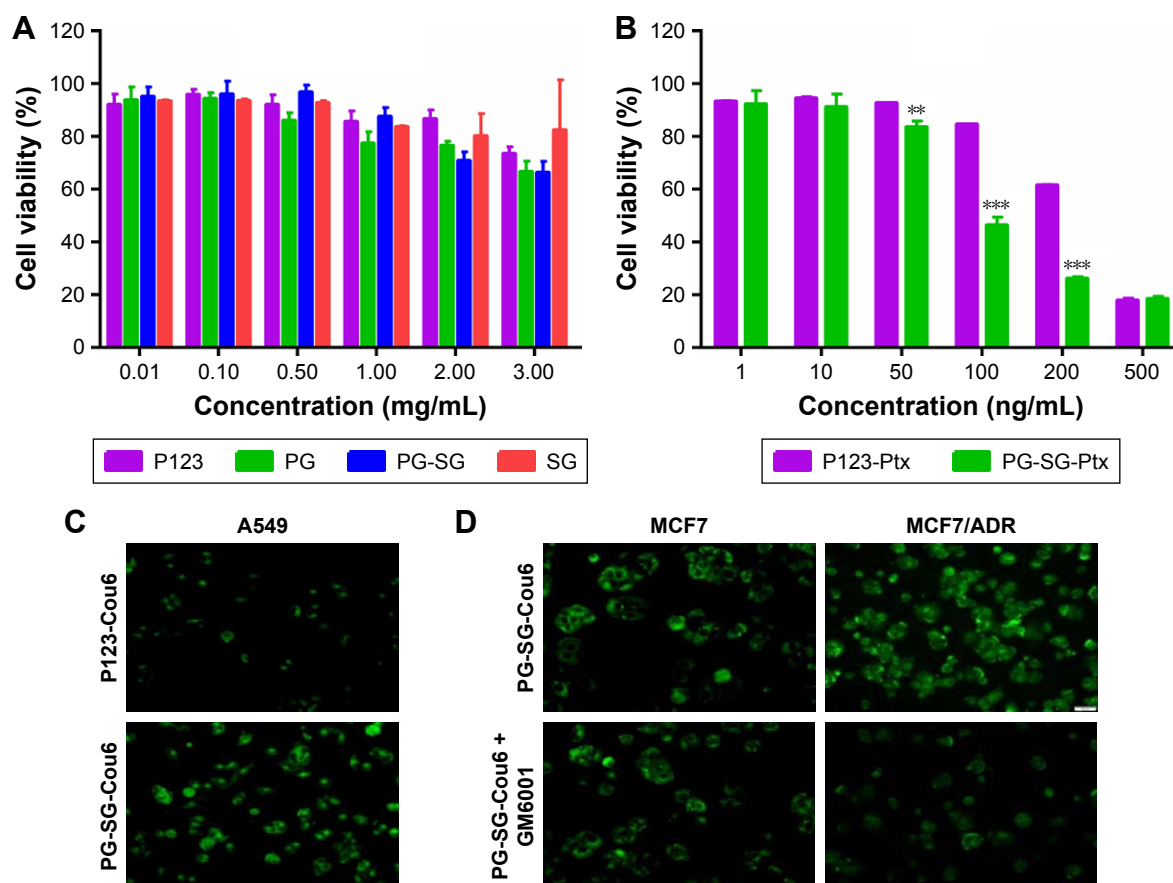 A
120
100
80
60
40
20
0
Cell viability (%)
0.01 0.10 0.50 1.00 2.00 3.00
Concentration (mg/mL)
P123 PG PG-SG SG
B
120
100
80
60
40
20
0
Cell viability (%)
**
***
***
1 10 50 100 200 500
Concentration (ng/mL)
P123-Ptx PG-SG-Ptx
C
A549
P123-Cou6
PG-SG-Cou6
D
MCF7 MCF7/ADR
PG-SG-Cou6
PG-SG-Cou6 +
GM6001